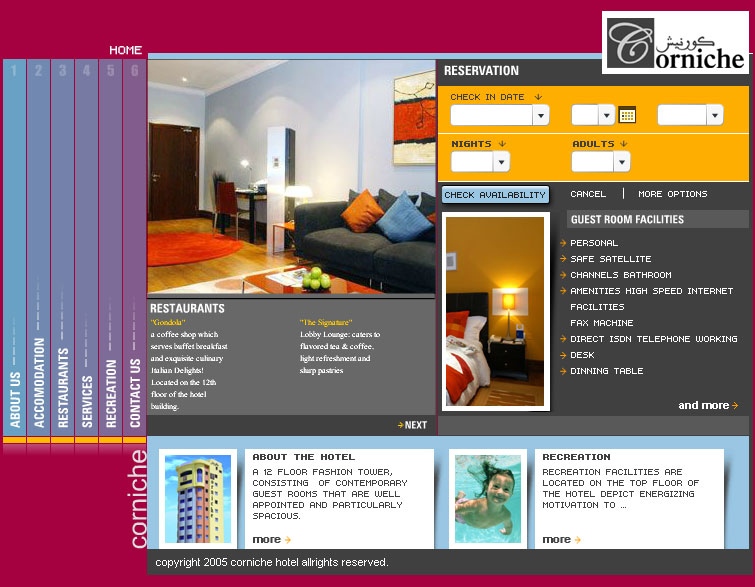 HOME
كورنيش
Corniche
1 2 3 4 5 6
ABOUT US
ACCOMODATION
RESTAURANTS
SERVICES
RECREATION
CONTACT US
corniche
RESERVATION
CHECK IN DATE
NIGHTS
ADULTS
CHECK AVAILABILITY
CANCEL | MORE OPTIONS
GUEST ROOM FACILITIES
PERSONAL
SAFE SATELLITE
CHANNELS BATHROOM
AMENITIES HIGH SPEED INTERNET
FACILITIES
FAX MACHINE
DIRECT ISDN TELEPHONE WORKING
DESK
DINNING TABLE
and more
RESTAURANTS
"Gondola"
a coffee shop which
serves buffet breakfast
and exquisite culinary
Italian Delights!
Located on the 12th
floor of the hotel
building.
"The Signature"
Lobby Lounge: caters to
flavored tea & coffee,
light refreshment and
slurp pastries
NEXT
ABOUT THE HOTEL
A 12 FLOOR FASHION TOWER,
CONSISTING OF CONTEMPORARY
GUEST ROOMS THAT ARE WELL
APPOINTED AND PARTICULARLY
SPACIOUS.
more
RECREATION
RECREATION FACILITIES ARE
LOCATED ON THE TOP FLOOR OF
THE HOTEL DEPICT ENERGIZING
MOTIVATION TO ...
more
copyright 2005 corniche hotel allrights reserved.